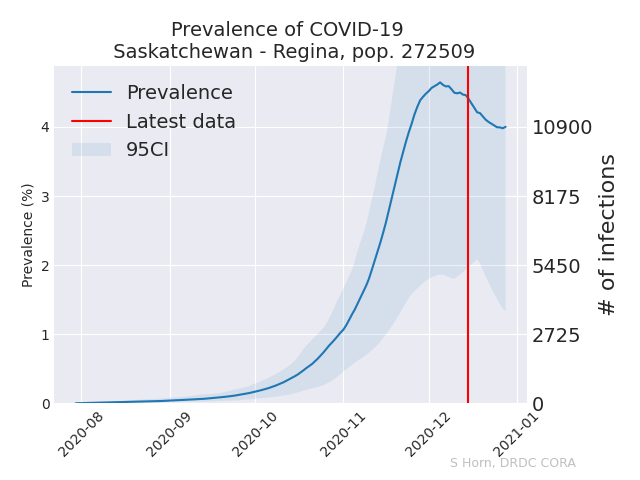 Prevalence of COVID-19
Saskatchewan - Regina, pop. 272509
Prevalence
Latest data
95CI
Prevalence (%)
4
3
2
1
0
10900
8175
5450
2725
0
# of infections
2020-08
2020-09
2020-10
2020-11
2020-12
2021-01
S Horn, DRDC CORA